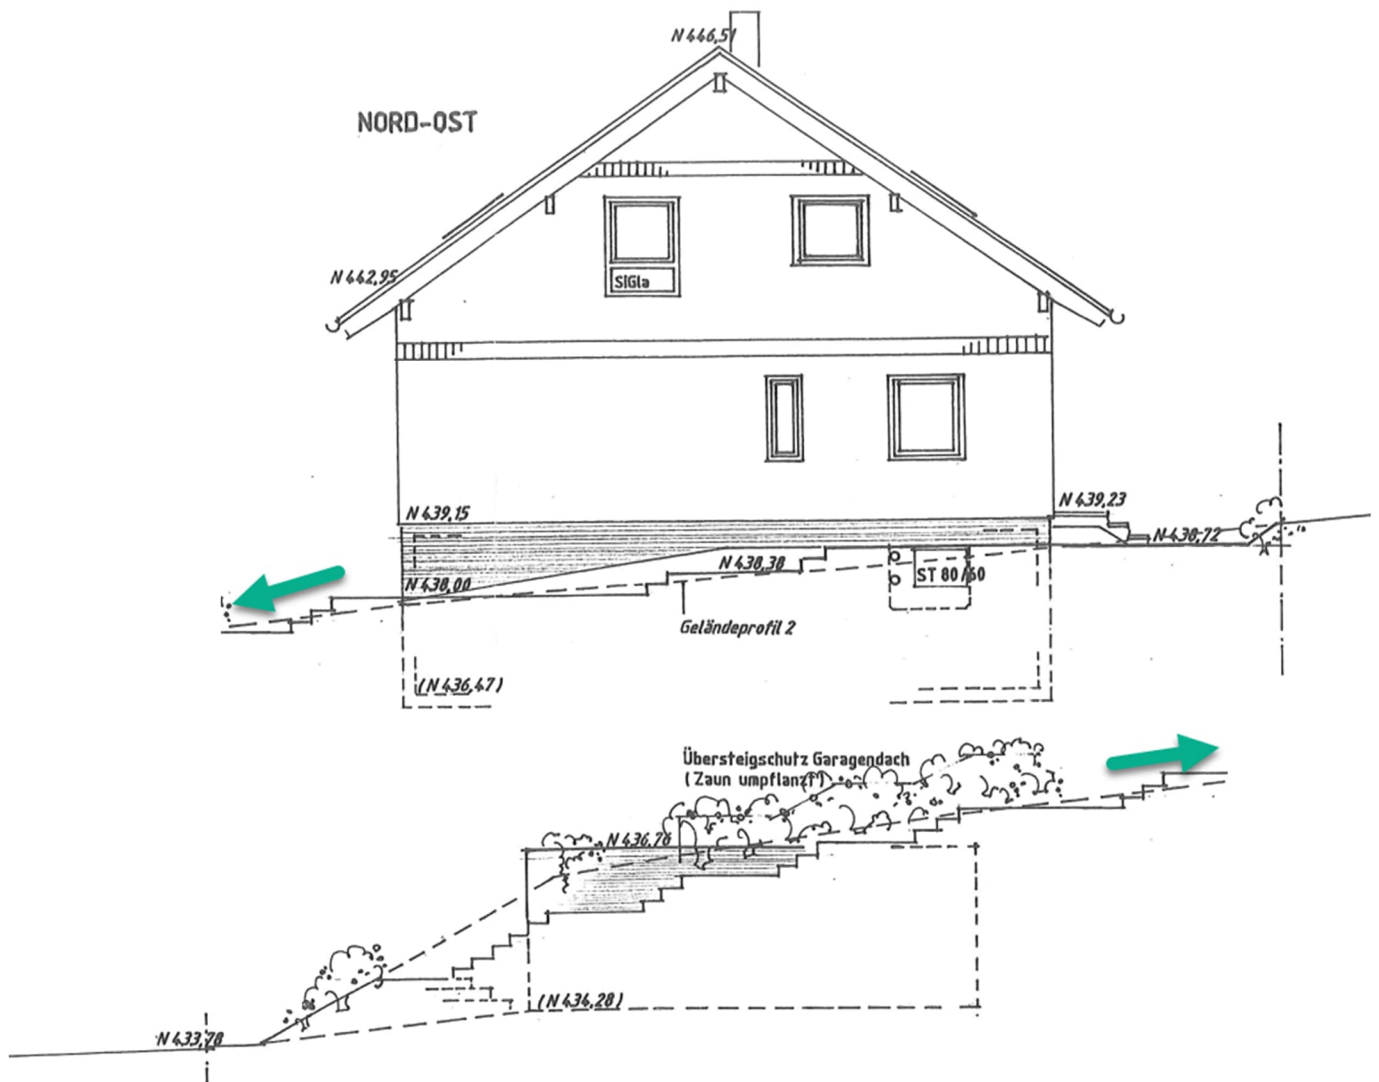 N 446,51
NORD-OST
N 442,95
SIGla
N 439,15
N 439,23
N 438,72
N 438,38
N 438,00
ST 80/60
Geländeprofil 2
(N 436,47)
Übersteigschutz Garagendach
(Zaun umpflanzt)
N 436,76
(N 434,28)
N 433,78